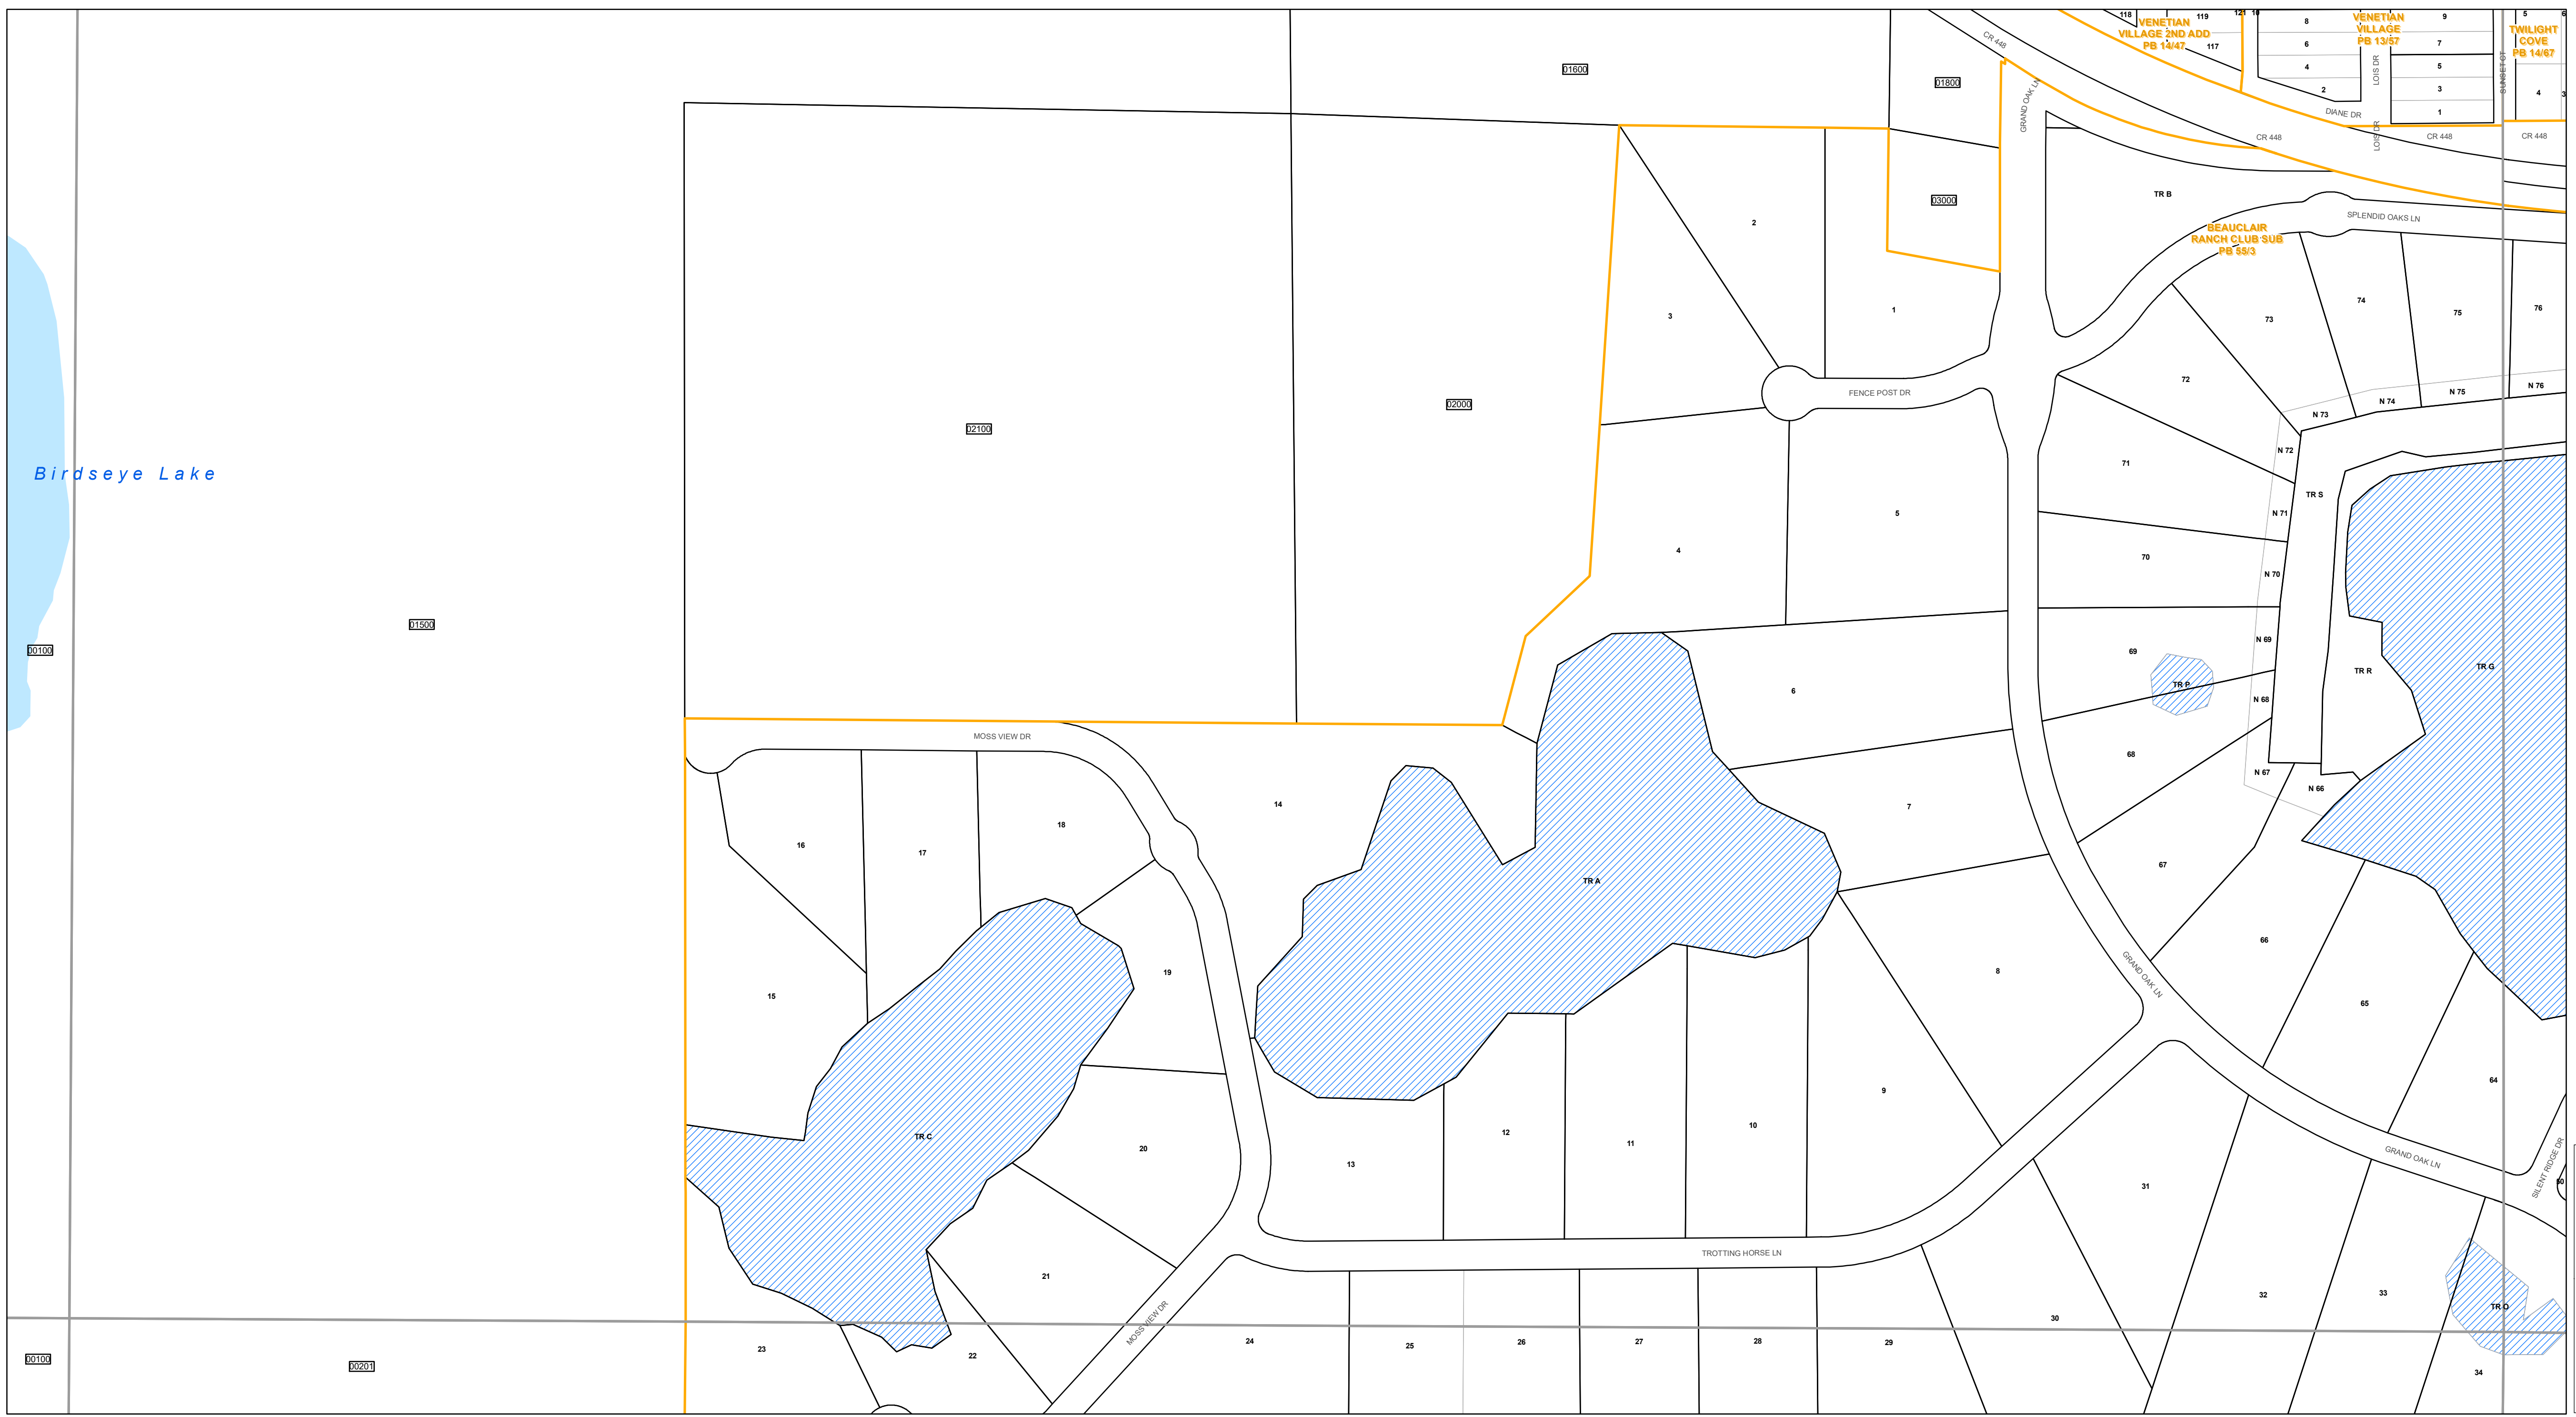 118
VENETIAN
VILLAGE 2ND ADD
PB 14/47
119
117
121
10
8
6
4
2
VENETIAN
VILLAGE
PB 13/57
9
7
5
3
1
LOIS DR
LOIS DR
SUNSET CT
TWILIGHT
COVE
PB 14/67
5
6
4
3
CR 448
DIANE DR
CR 448
CR 448
CR 448
01600
01800
GRAND OAK LN
03000
TR B
SPLENDID OAKS LN
BEAUCLAIR
RANCH CLUB SUB
PB 55/3
2
3
1
73
74
75
76
72
FENCE POST DR
N 73
N 74
N 75
N 76
02100
02000
Birdseye Lake
71
N 72
TR S
N 71
4
5
70
N 70
01500
00100
69
N 69
TR P
TR R
TR G
6
N 68
68
N 67
N 66
MOSS VIEW DR
14
7
16
17
18
67
TR A
66
65
15
19
8
GRAND OAK LN
64
TR C
20
13
12
11
10
9
GRAND OAK LN
SILENT RIDGE DR
50
31
TROTTING HORSE LN
21
MOSS VIEW DR
32
33
TR O
30
23
22
24
25
26
27
28
29
34
00100
00201